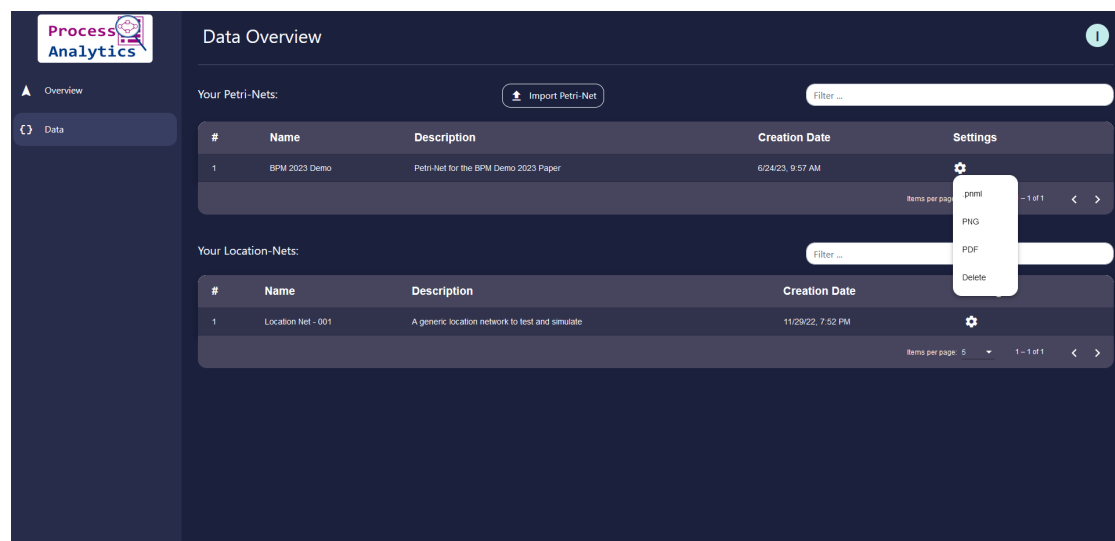 Process
Analytics
Data Overview
I
Overview
Data
Your Petri-Nets:
Import Petri-Net
Filter ...
# Name Description Creation Date Settings
1 BPM 2023 Demo Petri-Net for the BPM Demo 2023 Paper 6/24/23, 9:57 AM
Items per page – 1 of 1
.pnml
PNG
PDF
Delete
Your Location-Nets:
Filter ...
# Name Description Creation Date
1 Location Net - 001 A generic location network to test and simulate 11/29/22, 7:52 PM
Items per page: 5 1 – 1 of 1